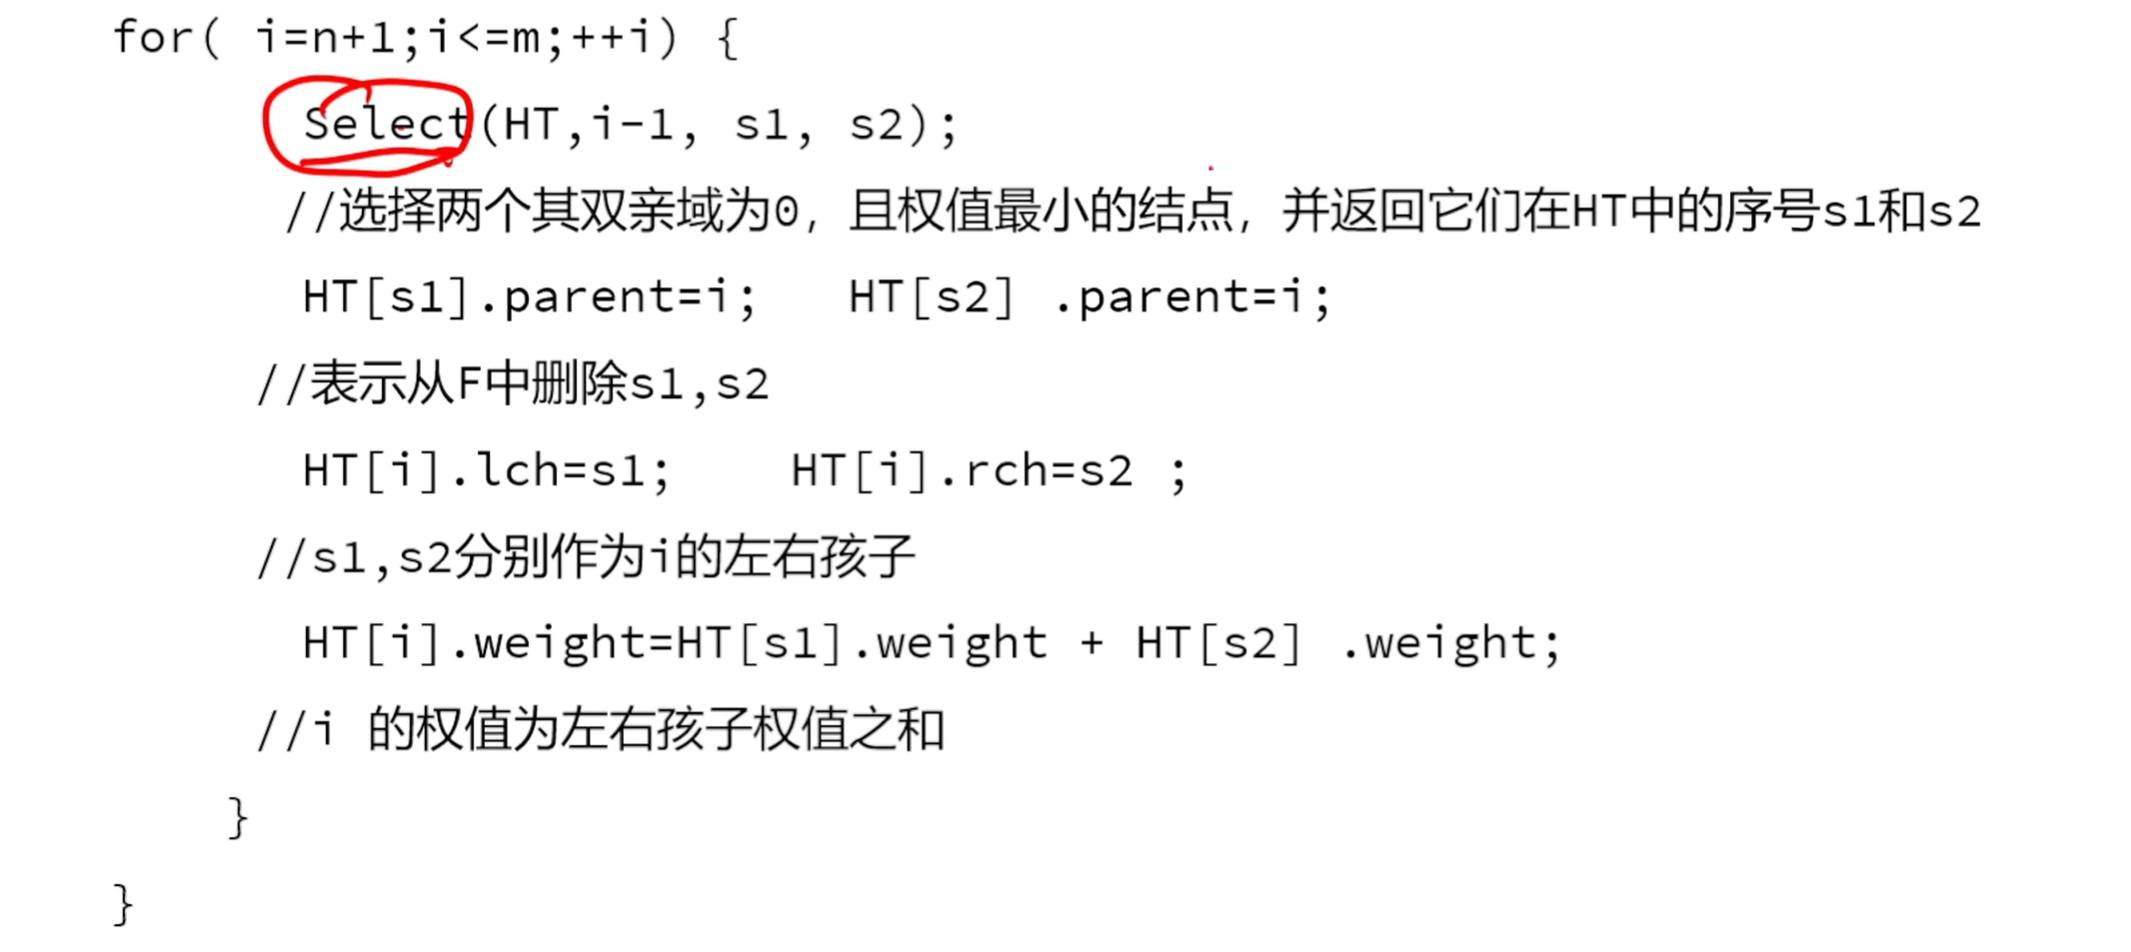 for( i=n+1;i<=m;++i) {
Select(HT,i-1, s1, s2);
//选择两个其双亲域为0, 且权值最小的结点, 并返回它们在HT中的序号s1和s2
HT[s1].parent=i; HT[s2] .parent=i;
//表示从F中删除s1,s2
HT[i].lch=s1; HT[i].rch=s2 ;
//s1,s2分别作为i的左右孩子
HT[i].weight=HT[s1].weight + HT[s2] .weight;
//i 的权值为左右孩子权值之和
}
}